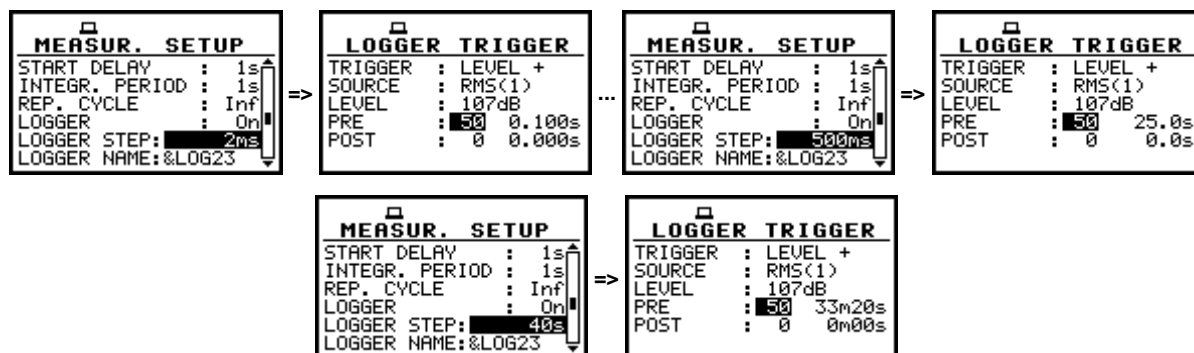 MEASUR. SETUP
START DELAY : 1s
INTEGR. PERIOD : 1s
REP. CYCLE : Inf
LOGGER : On
LOGGER STEP: 2ms
LOGGER NAME:&LOG23
=>
LOGGER TRIGGER
TRIGGER : LEVEL +
SOURCE : RMS(1)
LEVEL : 107dB
PRE : 50 0.100s
POST : 0 0.000s
...
MEASUR. SETUP
START DELAY : 1s
INTEGR. PERIOD : 1s
REP. CYCLE : Inf
LOGGER : On
LOGGER STEP: 500ms
LOGGER NAME:&LOG23
=>
LOGGER TRIGGER
TRIGGER : LEVEL +
SOURCE : RMS(1)
LEVEL : 107dB
PRE : 50 25.0s
POST : 0 0.0s
MEASUR. SETUP
START DELAY : 1s
INTEGR. PERIOD : 1s
REP. CYCLE : Inf
LOGGER : On
LOGGER STEP: 40s
LOGGER NAME:&LOG23
=>
LOGGER TRIGGER
TRIGGER : LEVEL +
SOURCE : RMS(1)
LEVEL : 107dB
PRE : 50 33m20s
POST : 0 0m00s